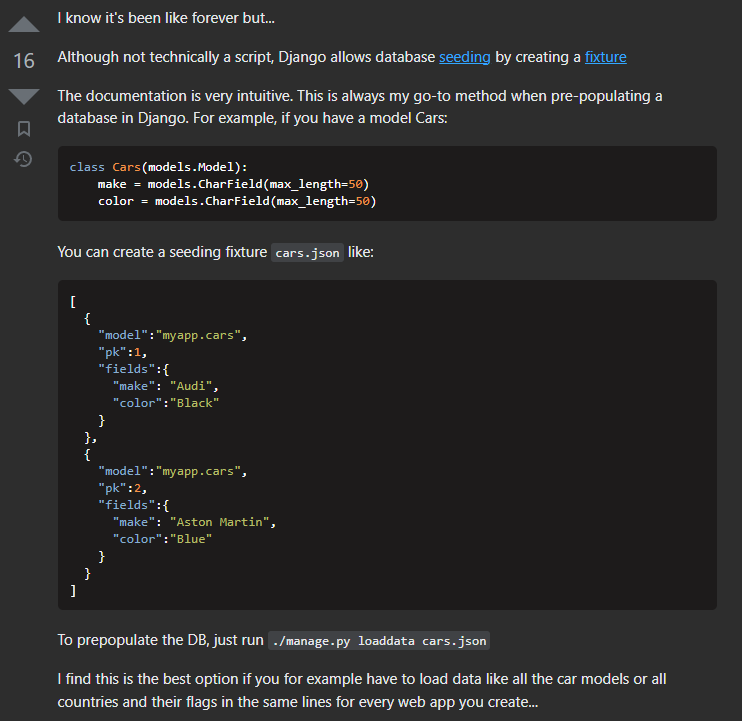 I know it's been like forever but...
16
Although not technically a script, Django allows database seeding by creating a fixture
The documentation is very intuitive. This is always my go-to method when pre-populating a
database in Django. For example, if you have a model Cars:
class Cars(models.Model):
    make = models.CharField(max_length=50)
    color = models.CharField(max_length=50)
You can create a seeding fixture cars.json like:
[
  {
    "model":"myapp.cars",
    "pk":1,
    "fields":{
      "make": "Audi",
      "color":"Black"
    }
  },
  {
    "model":"myapp.cars",
    "pk":2,
    "fields":{
      "make": "Aston Martin",
      "color":"Blue"
    }
  }
]
To prepopulate the DB, just run ./manage.py loaddata cars.json
I find this is the best option if you for example have to load data like all the car models or all
countries and their flags in the same lines for every web app you create...